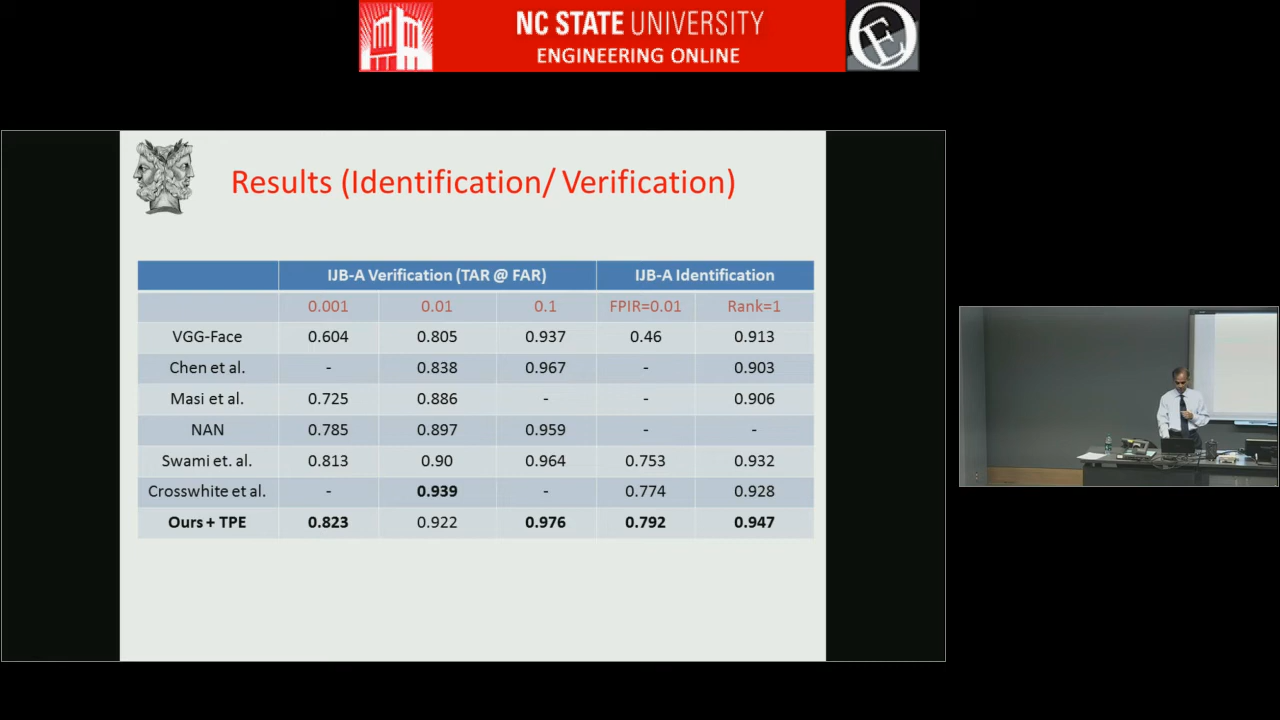 NC STATE UNIVERSITY
ENGINEERING ONLINE
E
Results (Identification/ Verification)
IJB-A Verification (TAR @ FAR) IJB-A Identification
0.001 0.01 0.1 FPIR=0.01 Rank=1
VGG-Face 0.604 0.805 0.937 0.46 0.913
Chen et al. - 0.838 0.967 - 0.903
Masi et al. 0.725 0.886 - - 0.906
NAN 0.785 0.897 0.959 - -
Swami et. al. 0.813 0.90 0.964 0.753 0.932
Crosswhite et al. - 0.939 - 0.774 0.928
Ours + TPE 0.823 0.922 0.976 0.792 0.947